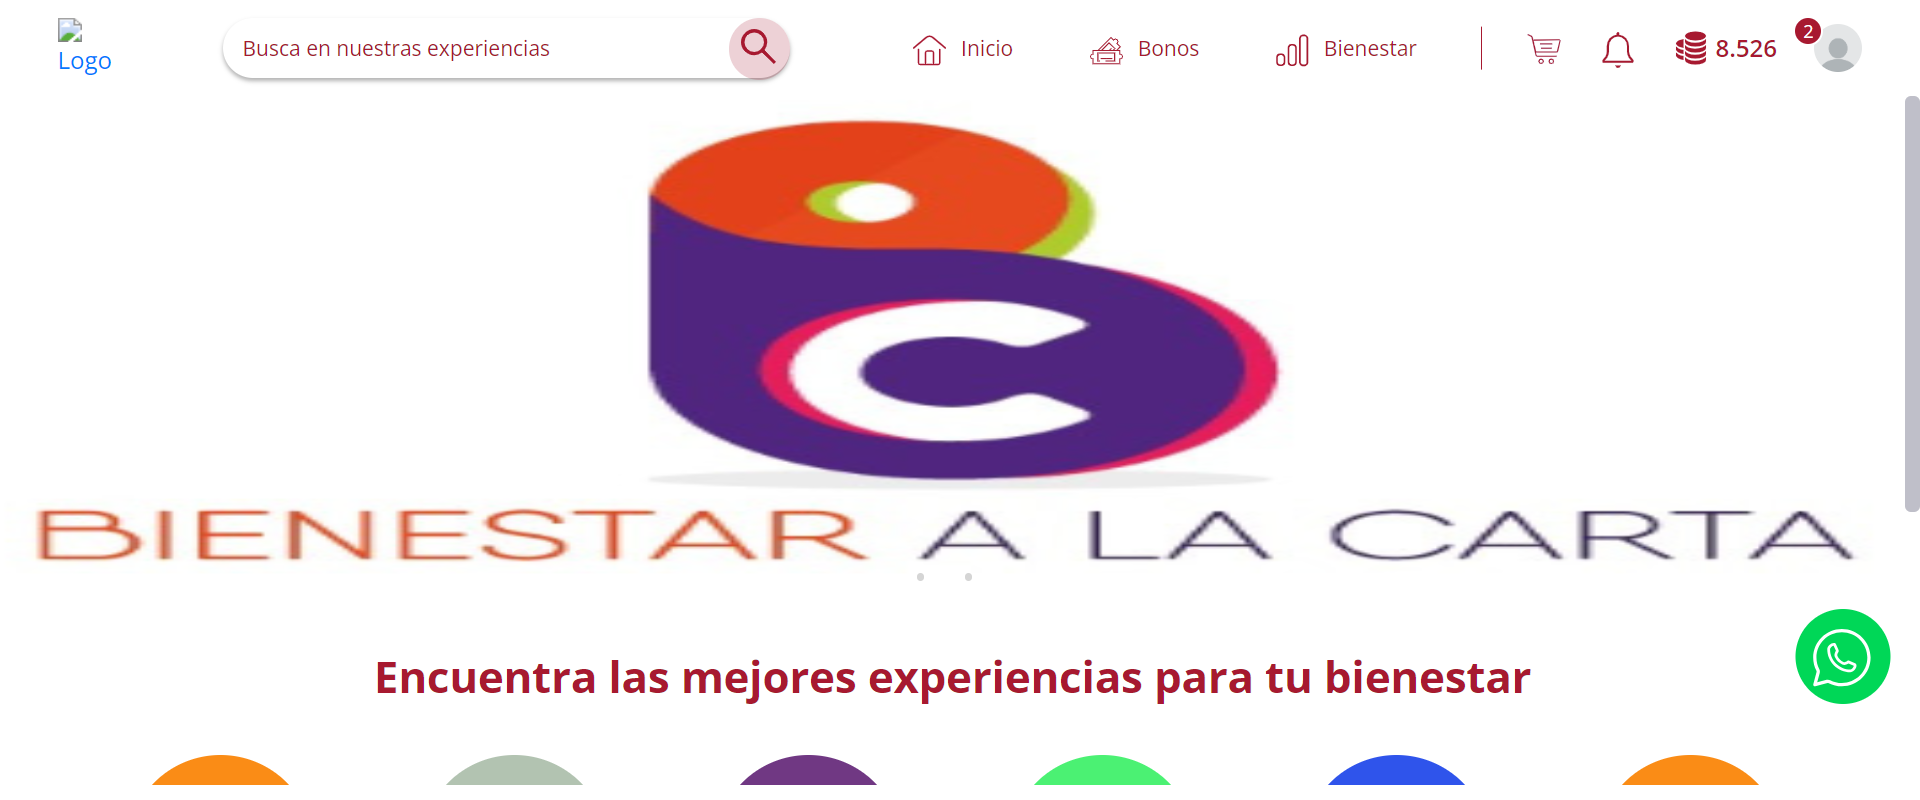 Logo
Busca en nuestras experiencias
Inicio
Bonos
Bienestar
8.526
2
BC
BIENESTAR A LA CARTA
Encuentra las mejores experiencias para tu bienestar